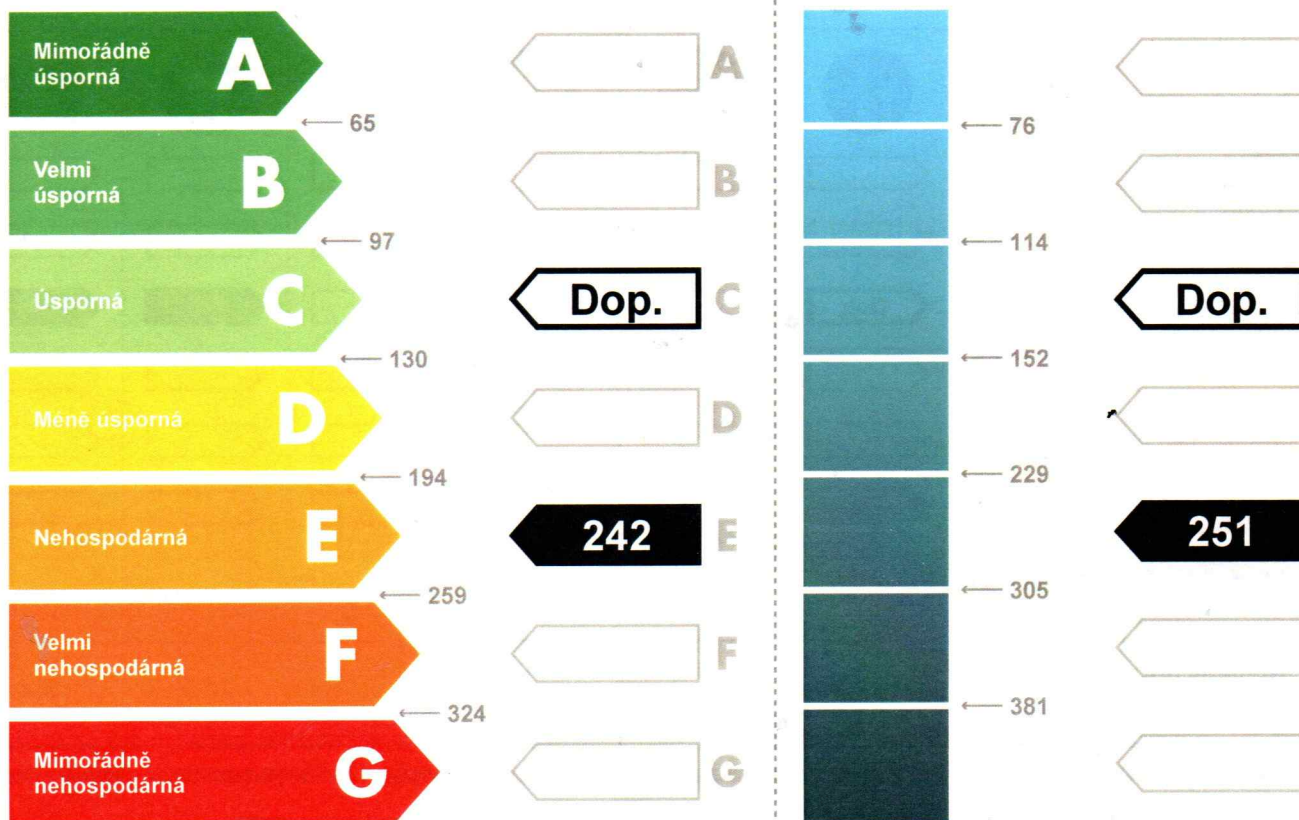 Mimořádně
úsporná
A
A
65
76
Velmi
úsporná
B
B
97
114
Úsporná
C
Dop.
C
Dop.
130
152
Méně úsporná
D
D
194
229
Nehospodárná
E
242
E
251
259
305
Velmi
nehospodárná
F
F
324
381
Mimořádně
nehospodárná
G
G